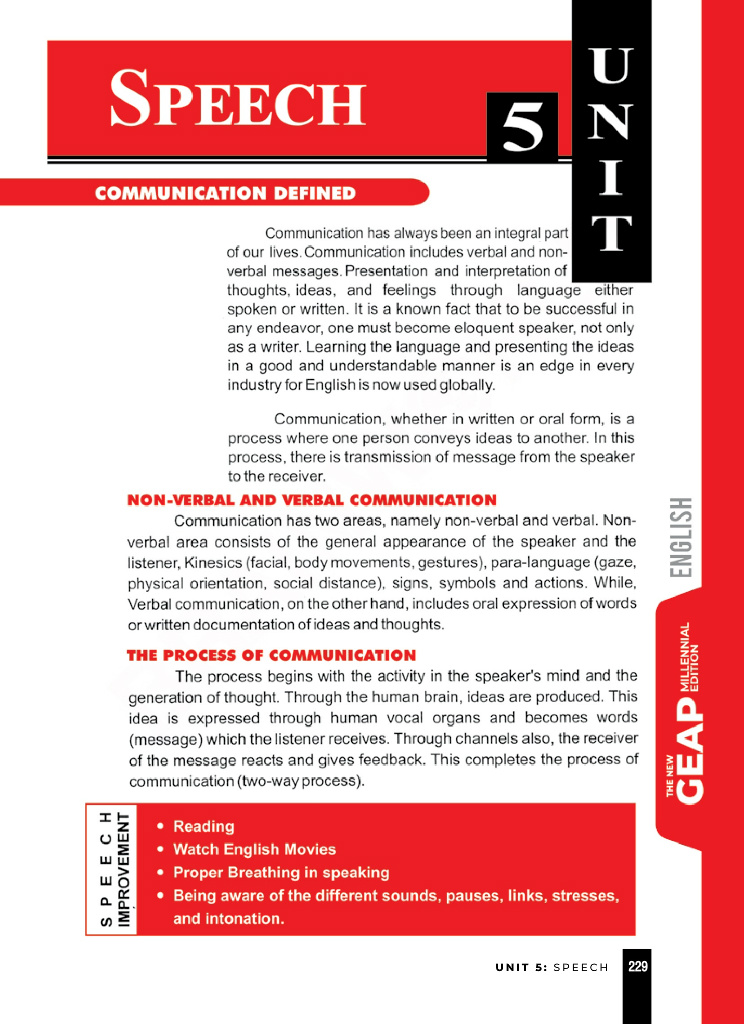 SPEECH
5
UNIT
COMMUNICATION DEFINED
Communication has always been an integral part
of our lives. Communication includes verbal and non-
verbal messages. Presentation and interpretation of
thoughts, ideas, and feelings through language either
spoken or written. It is a known fact that to be successful in
any endeavor, one must become eloquent speaker, not only
as a writer. Learning the language and presenting the ideas
in a good and understandable manner is an edge in every
industry for English is now used globally.
Communication, whether in written or oral form, is a
process where one person conveys ideas to another. In this
process, there is transmission of message from the speaker
to the receiver.
NON-VERBAL AND VERBAL COMMUNICATION
Communication has two areas, namely non-verbal and verbal. Non-
verbal area consists of the general appearance of the speaker and the
listener, Kinesics (facial, body movements, gestures), para-language (gaze,
physical orientation, social distance), signs, symbols and actions. While,
Verbal communication, on the other hand, includes oral expression of words
or written documentation of ideas and thoughts.
THE PROCESS OF COMMUNICATION
The process begins with the activity in the speaker's mind and the
generation of thought. Through the human brain, ideas are produced. This
idea is expressed through human vocal organs and becomes words
(message) which the listener receives. Through channels also, the receiver
of the message reacts and gives feedback. This completes the process of
communication (two-way process).
SPEECH
IMPROVEMENT
• Reading
• Watch English Movies
• Proper Breathing in speaking
• Being aware of the different sounds, pauses, links, stresses,
and intonation.
ENGLISH
THE NEW
GEAP
MILLENNIAL
EDITION
UNIT 5: SPEECH 229